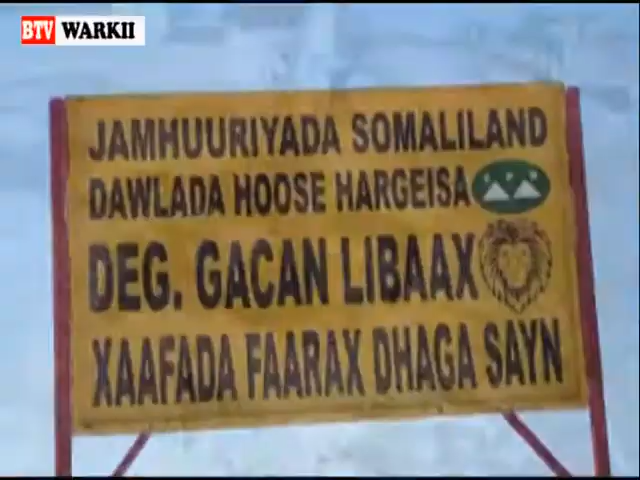 BTV WARKII
JAMHUURIYADA SOMALILAND
DAWLADA HOOSE HARGEISA
DEG. GACAN LIBAAX
XAAFADA FAARAX DHAGA SAYN